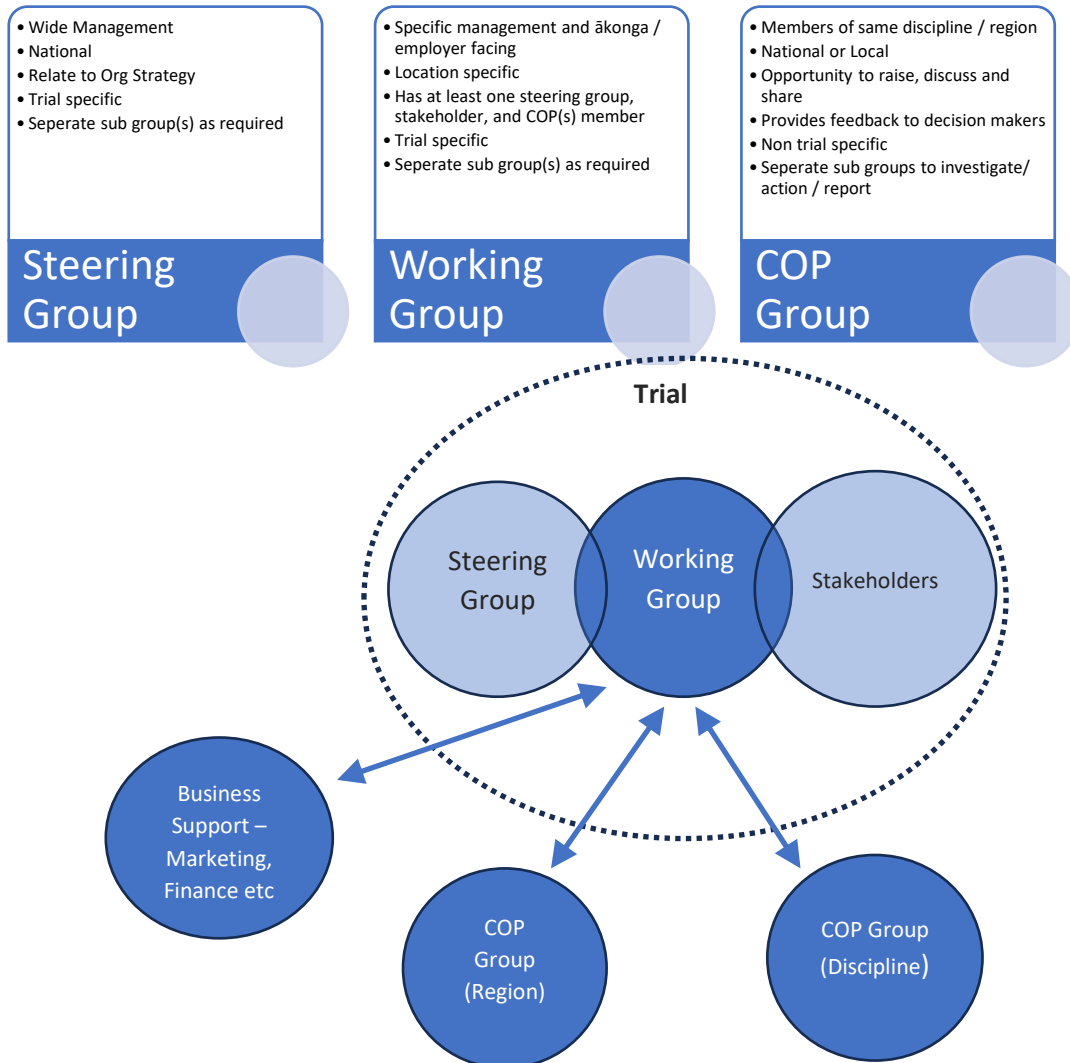 • Wide Management
• National
• Relate to Org Strategy
• Trial specific
• Seperate sub group(s) as required
Steering
Group
• Specific management and ākonga /
employer facing
• Location specific
• Has at least one steering group,
stakeholder, and COP(s) member
• Trial specific
• Seperate sub group(s) as required
Working
Group
• Members of same discipline / region
• National or Local
• Opportunity to raise, discuss and
share
• Provides feedback to decision makers
• Non trial specific
• Seperate sub groups to investigate/
action / report
COP
Group
Trial
Steering
Group
Working
Group
Stakeholders
Business
Support –
Marketing,
Finance etc
COP
Group
(Region)
COP Group
(Discipline)